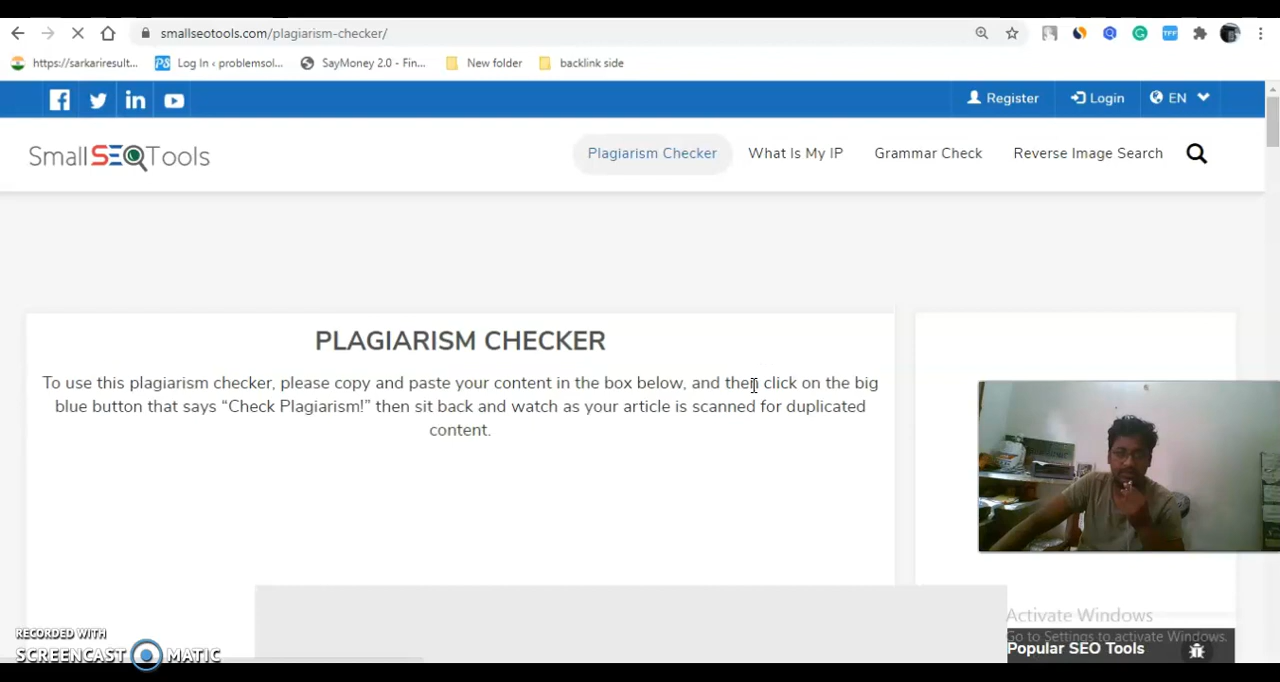 smallseotools.com/plagiarism-checker/
https://sarkariresult... PS Log In ‹ problemsol... SayMoney 2.0 - Fin... New folder backlink side
Register Login EN
Small SEO Tools Plagiarism Checker What Is My IP Grammar Check Reverse Image Search
PLAGIARISM CHECKER
To use this plagiarism checker, please copy and paste your content in the box below, and then click on the big
blue button that says “Check Plagiarism!” then sit back and watch as your article is scanned for duplicated
content.
Activate Windows
Go to Settings to activate Windows.
Popular SEO Tools
RECORDED WITH
SCREENCAST MATIC